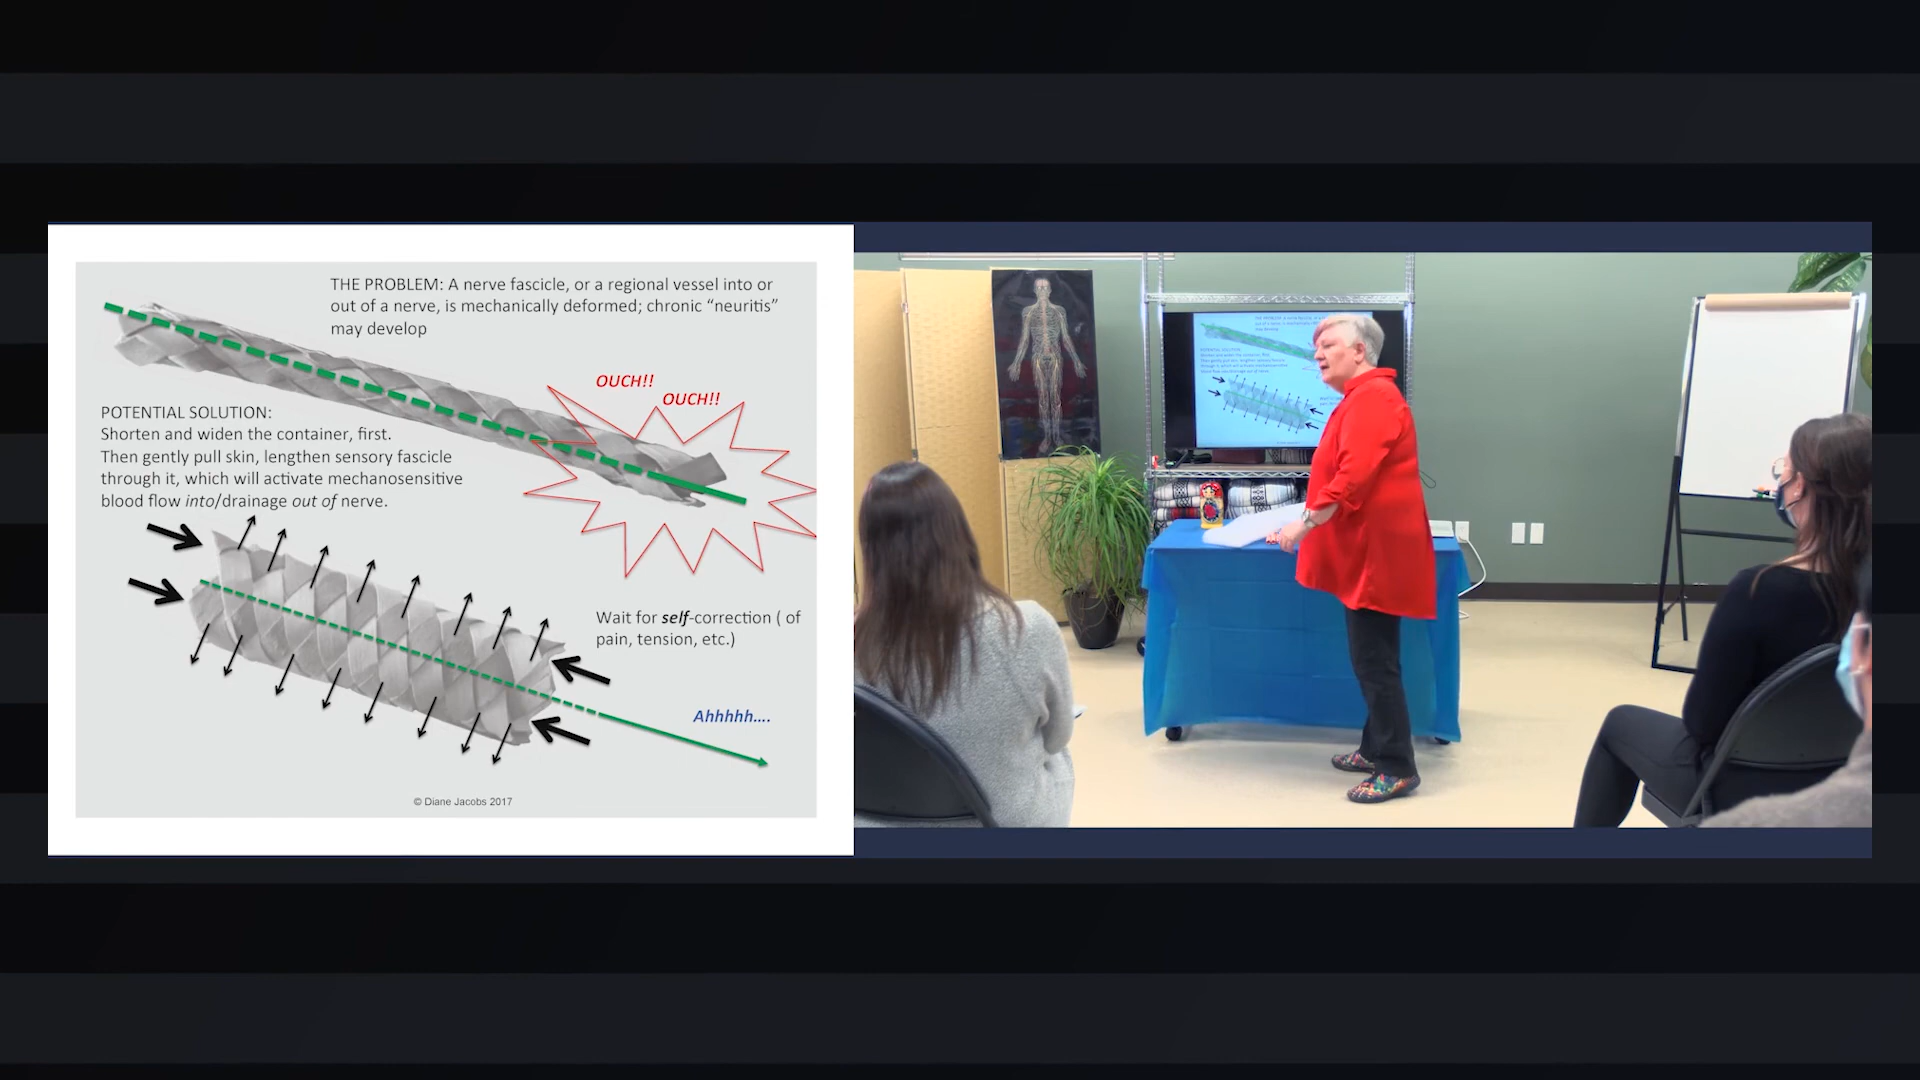 THE PROBLEM: A nerve fascicle, or a regional vessel into or
out of a nerve, is mechanically deformed; chronic “neuritis”
may develop
OUCH!!
OUCH!!
POTENTIAL SOLUTION:
Shorten and widen the container, first.
Then gently pull skin, lengthen sensory fascicle
through it, which will activate mechanosensitive
blood flow into/drainage out of nerve.
Wait for self-correction ( of
pain, tension, etc.)
Ahhhhh....
© Diane Jacobs 2017